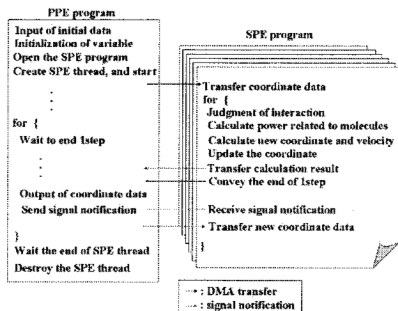 PPE program
Input of initial data
Initialization of variable
Open the SPE program
Create SPE thread, and start
for {
Wait to end 1step
Output of coordinate data
Send signal notification
}
Wait the end of SPE thread
Destroy the SPE thread
SPE program
Transfer coordinate data
for {
Judgment of interaction
Calculate power related to molecules
Calculate new coordinate and velocity
Update the coordinate
Transfer calculation result
Convey the end of 1step
Receive signal notification
Transfer new coordinate data
}
: DMA transfer
: signal notification